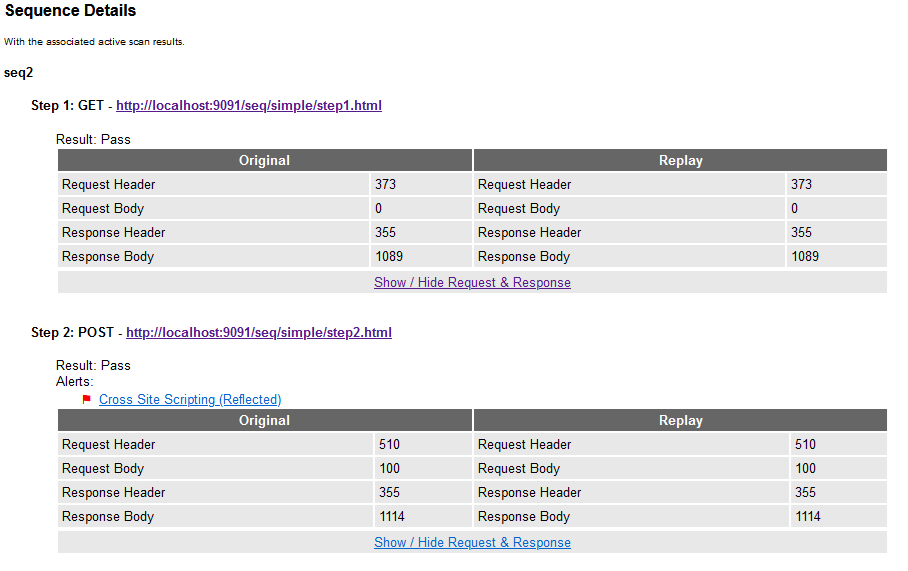 Sequence Details
With the associated active scan results.
seq2
Step 1: GET - http://localhost:9091/seq/simple/step1.html
Result: Pass
Original Replay
Request Header 373 Request Header 373
Request Body 0 Request Body 0
Response Header 355 Response Header 355
Response Body 1089 Response Body 1089
Show / Hide Request & Response
Step 2: POST - http://localhost:9091/seq/simple/step2.html
Result: Pass
Alerts:
Cross Site Scripting (Reflected)
Original Replay
Request Header 510 Request Header 510
Request Body 100 Request Body 100
Response Header 355 Response Header 355
Response Body 1114 Response Body 1114
Show / Hide Request & Response